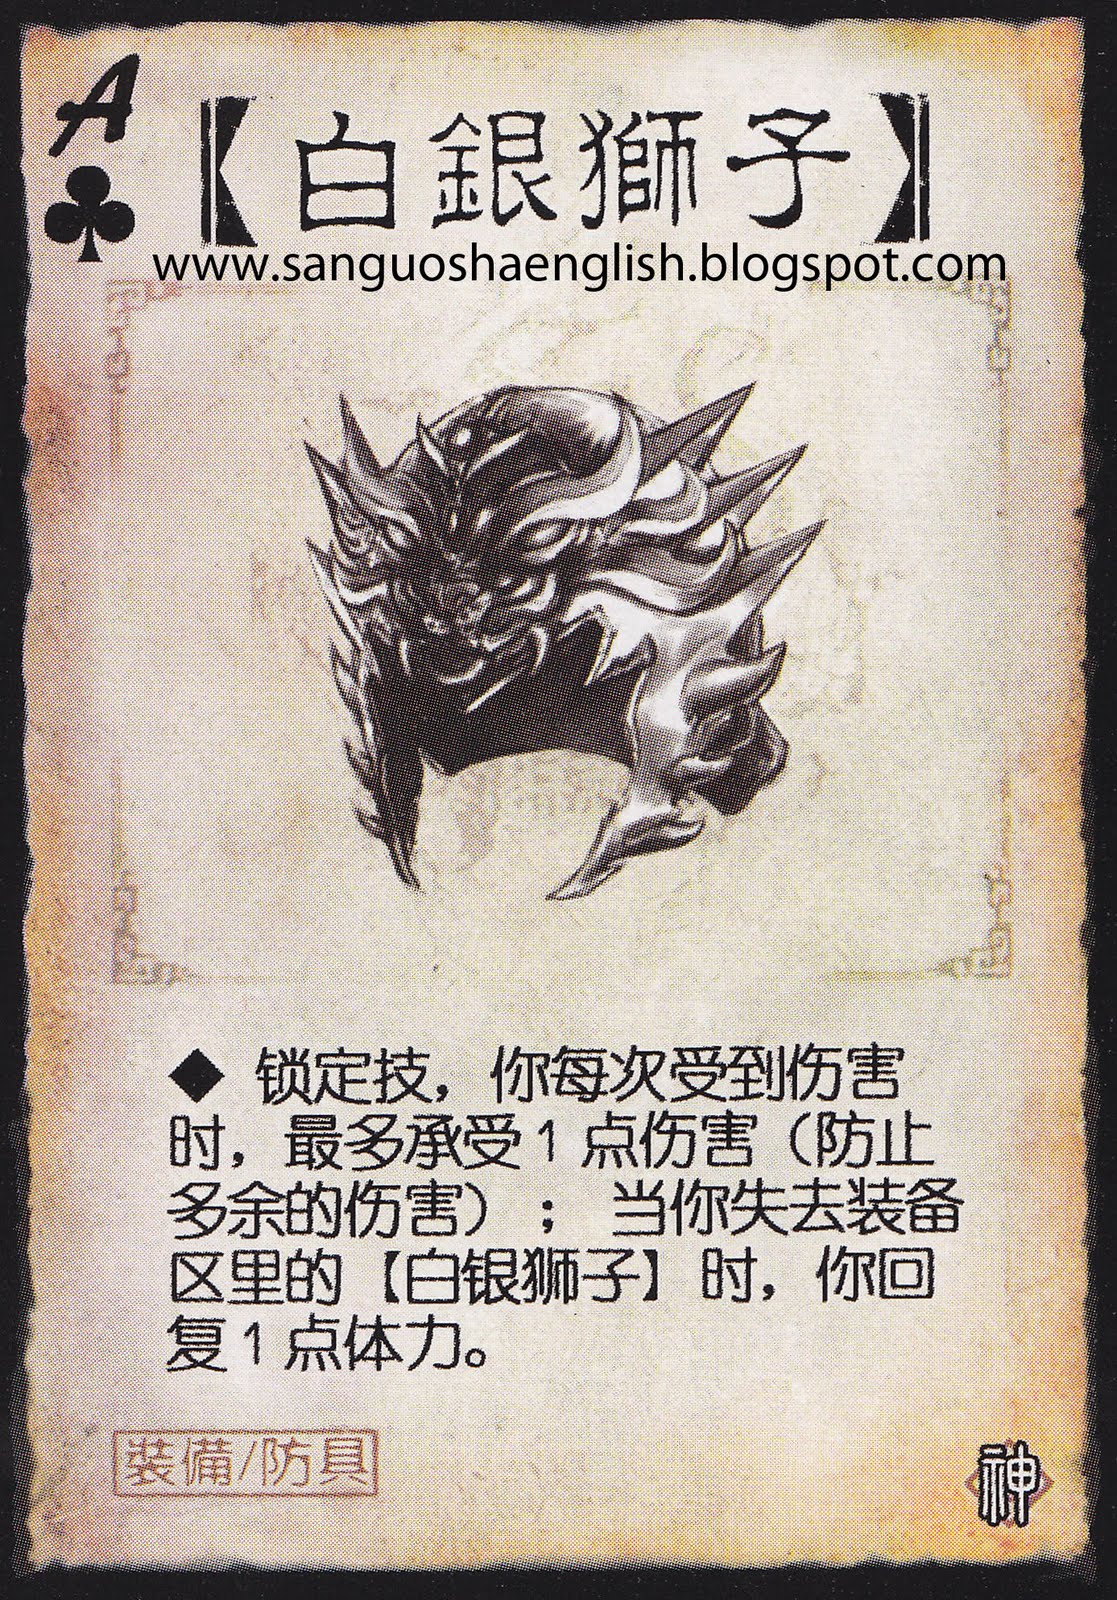 A
【白銀獅子】
www.sanguoshaenglish.blogspot.com
◆ 锁定技，你每次受到伤害
时，最多承受1点伤害（防止
多余的伤害）；当你失去装备
区里的【白银狮子】时，你回
复1点体力。
裝備/防具
神